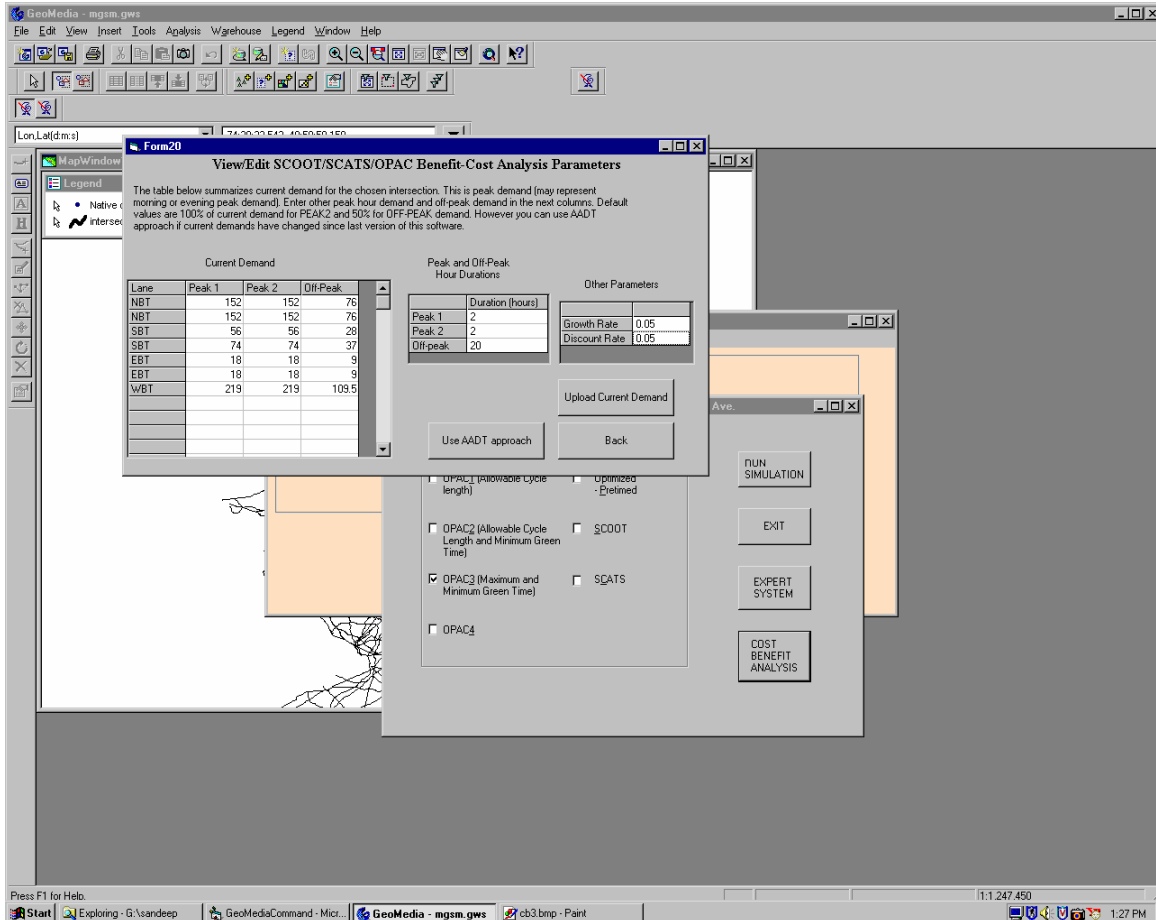 GeoMedia - mgsm.gws
File Edit View Insert Tools Analysis Warehouse Legend Window Help
Lon,Lat(d:m:s)
MapWindow
Legend
Native
intersec
Form20
View/Edit SCOOT/SCATS/OPAC Benefit-Cost Analysis Parameters
The table below summarizes current demand for the chosen intersection. This is peak demand (may represent
morning or evening peak demand). Enter other peak hour demand and off-peak demand in the next columns. Default
values are 100% of current demand for PEAK2 and 50% for OFF-PEAK demand. However you can use AADT
approach if current demands have changed since last version of this software.
Current Demand
Lane Peak 1 Peak 2 Off-Peak
NBT 152 152 76
NBT 152 152 76
SBT 56 56 28
SBT 74 74 37
EBT 18 18 9
EBT 18 18 9
WBT 219 219 109.5
Peak and Off-Peak
Hour Durations
Duration (hours)
Peak 1 2
Peak 2 2
Off-peak 20
Other Parameters
Growth Rate 0.05
Discount Rate 0.05
Upload Current Demand
Use AADT approach
Back
Ave.
OPAC1 (Allowable Cycle
length)
Optimized
- Pretimed
OPAC2 (Allowable Cycle
Length and Minimum Green
Time)
SCOOT
OPAC3 (Maximum and
Minimum Green Time)
SCATS
OPAC4
RUN
SIMULATION
EXIT
EXPERT
SYSTEM
COST
BENEFIT
ANALYSIS
Press F1 for Help.
1:1,247,450
Start
Exploring - G:\sandeep
GeoMediaCommand - Micr...
GeoMedia - mgsm.gws
cb3.bmp - Paint
1:27 PM